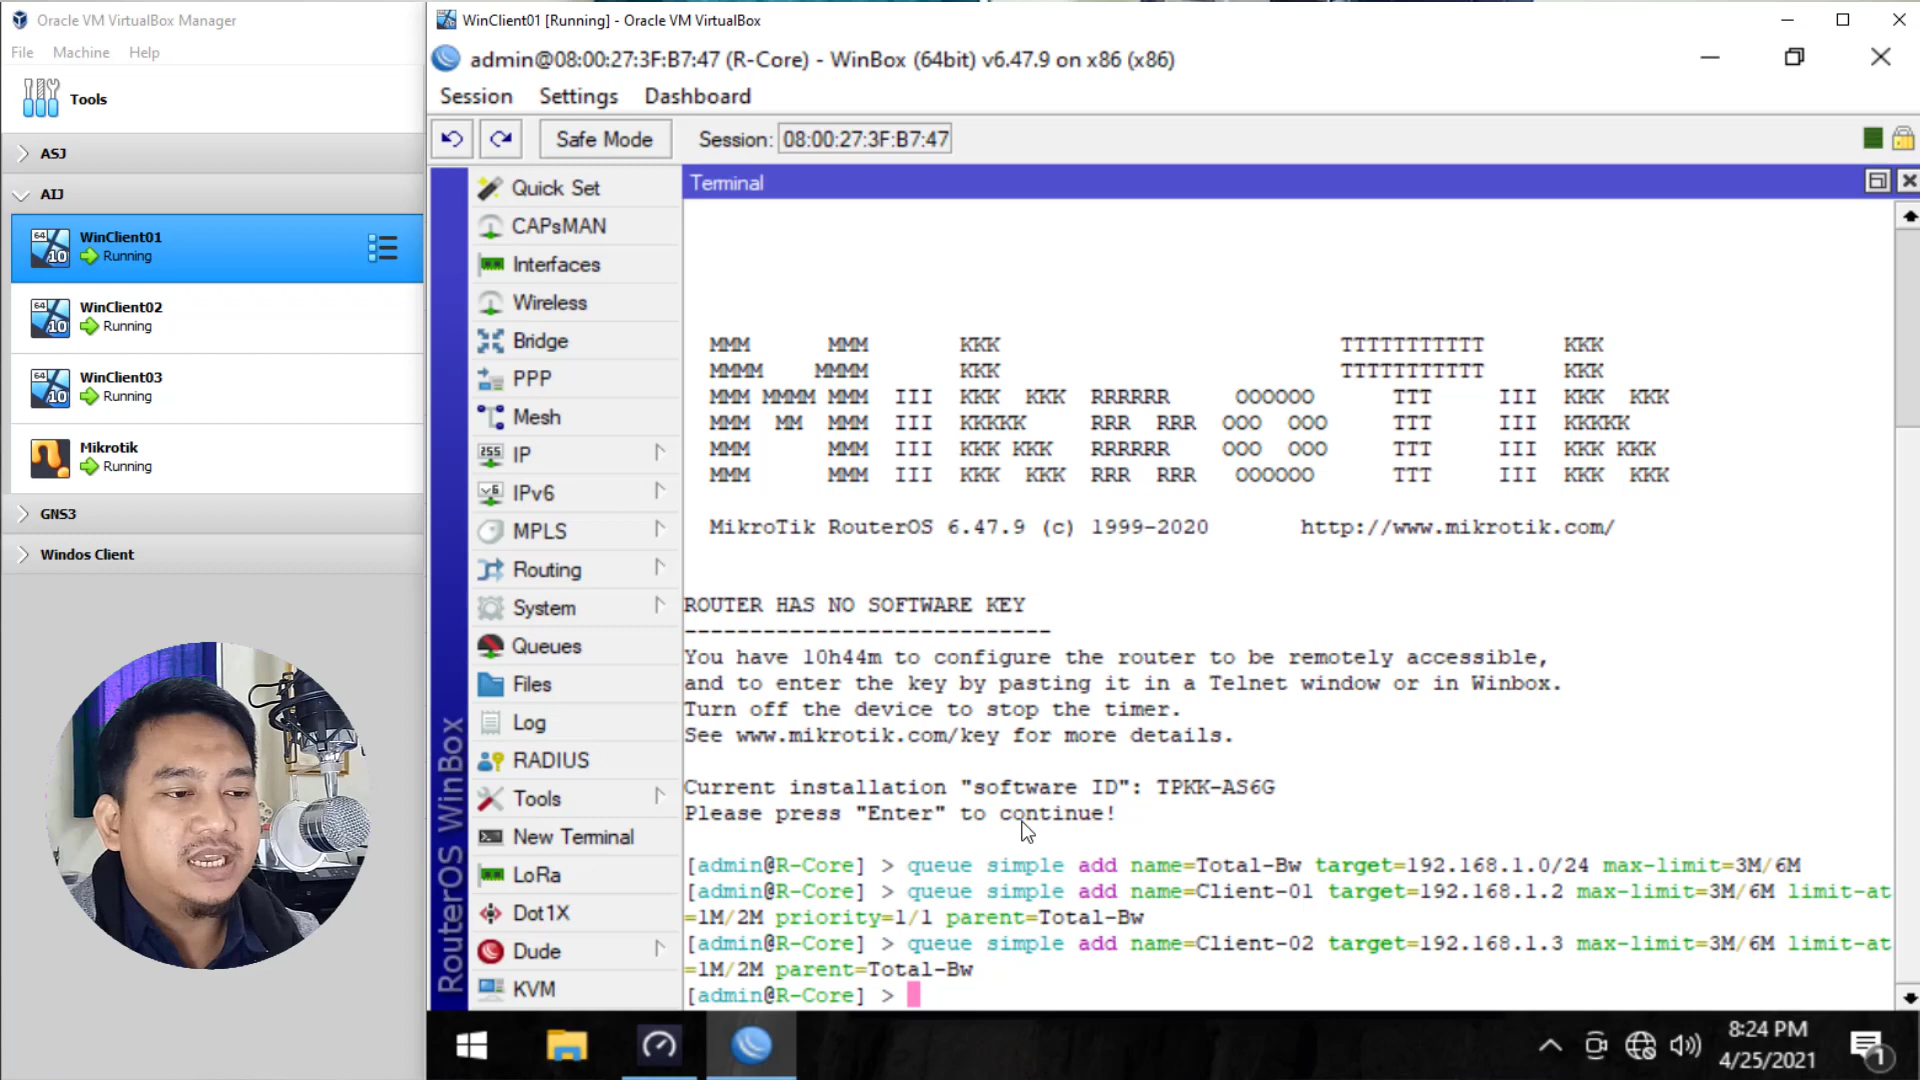 Oracle VM VirtualBox Manager
File Machine Help
Tools
ASJ
AIJ
64
10
WinClient01
Running
64
10
WinClient02
Running
64
10
WinClient03
Running
Mikrotik
Running
GNS3
Windos Client
WinClient01 [Running] - Oracle VM VirtualBox
admin@08:00:27:3F:B7:47 (R-Core) - WinBox (64bit) v6.47.9 on x86 (x86)
Session Settings Dashboard
Safe Mode Session: 08:00:27:3F:B7:47
RouterOS WinBox
Quick Set
CAPsMAN
Interfaces
Wireless
Bridge
PPP
Mesh
255 IP
v6 IPv6
MPLS
Routing
System
Queues
Files
Log
RADIUS
Tools
New Terminal
LoRa
Dot1X
Dude
KVM
Terminal
MMM MMM KKK TTTTTTTTTTT KKK
MMMM MMMM KKK TTTTTTTTTTT KKK
MMM MMMM MMM III KKK KKK RRRRRR OOOOOO TTT III KKK KKK
MMM MM MMM III KKKKK RRR RRR OOO OOO TTT III KKKKK
MMM MMM III KKK KKK RRRRRR OOO OOO TTT III KKK KKK
MMM MMM III KKK KKK RRR RRR OOOOOO TTT III KKK KKK
MikroTik RouterOS 6.47.9 (c) 1999-2020 http://www.mikrotik.com/
ROUTER HAS NO SOFTWARE KEY
----------------------------
You have 10h44m to configure the router to be remotely accessible,
and to enter the key by pasting it in a Telnet window or in Winbox.
Turn off the device to stop the timer.
See www.mikrotik.com/key for more details.
Current installation "software ID": TPKK-AS6G
Please press "Enter" to continue!
[admin@R-Core] > queue simple add name=Total-Bw target=192.168.1.0/24 max-limit=3M/6M
[admin@R-Core] > queue simple add name=Client-01 target=192.168.1.2 max-limit=3M/6M limit-at
=1M/2M priority=1/1 parent=Total-Bw
[admin@R-Core] > queue simple add name=Client-02 target=192.168.1.3 max-limit=3M/6M limit-at
=1M/2M parent=Total-Bw
[admin@R-Core] >
8:24 PM
4/25/2021
1